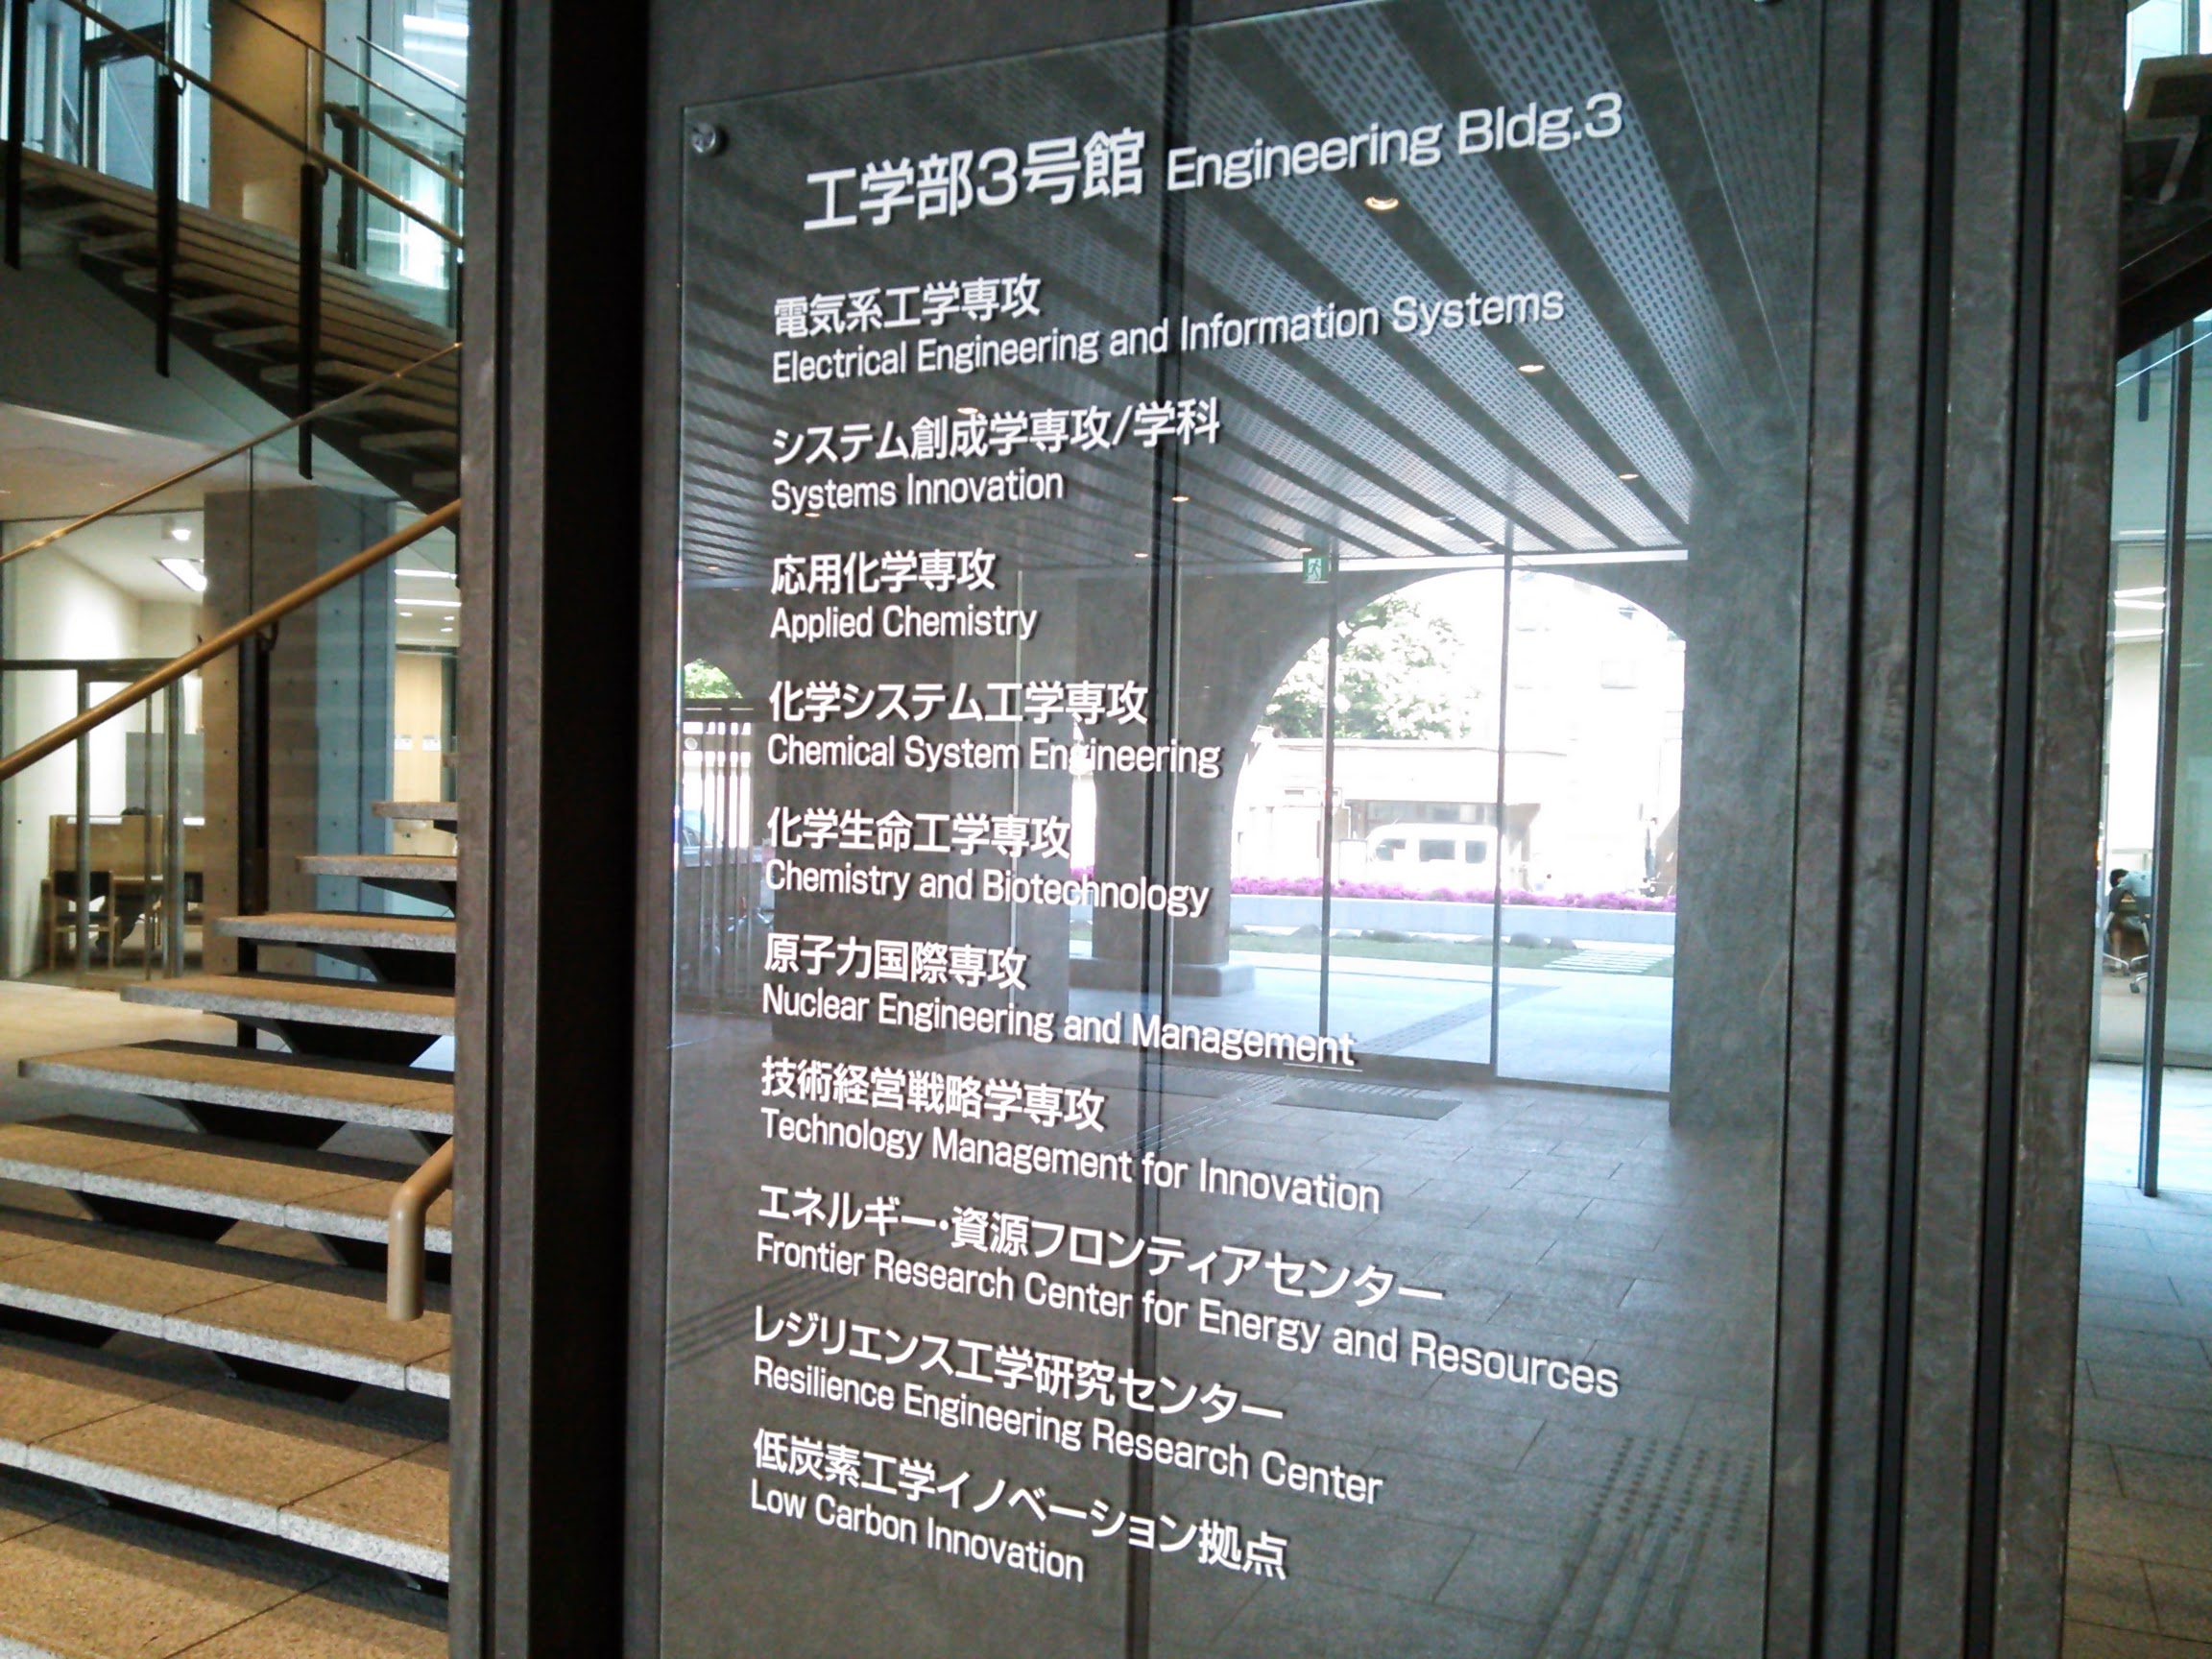 工学部3号館 Engineering Bldg.3
電気系工学専攻
Electrical Engineering and Information Systems
システム創成学専攻/学科
Systems Innovation
応用化学専攻
Applied Chemistry
化学システム工学専攻
Chemical System Engineering
化学生命工学専攻
Chemistry and Biotechnology
原子力国際専攻
Nuclear Engineering and Management
技術経営戦略学専攻
Technology Management for Innovation
エネルギー・資源フロンティアセンター
Frontier Research Center for Energy and Resources
レジリエンス工学研究センター
Resilience Engineering Research Center
低炭素工学イノベーション拠点
Low Carbon Innovation